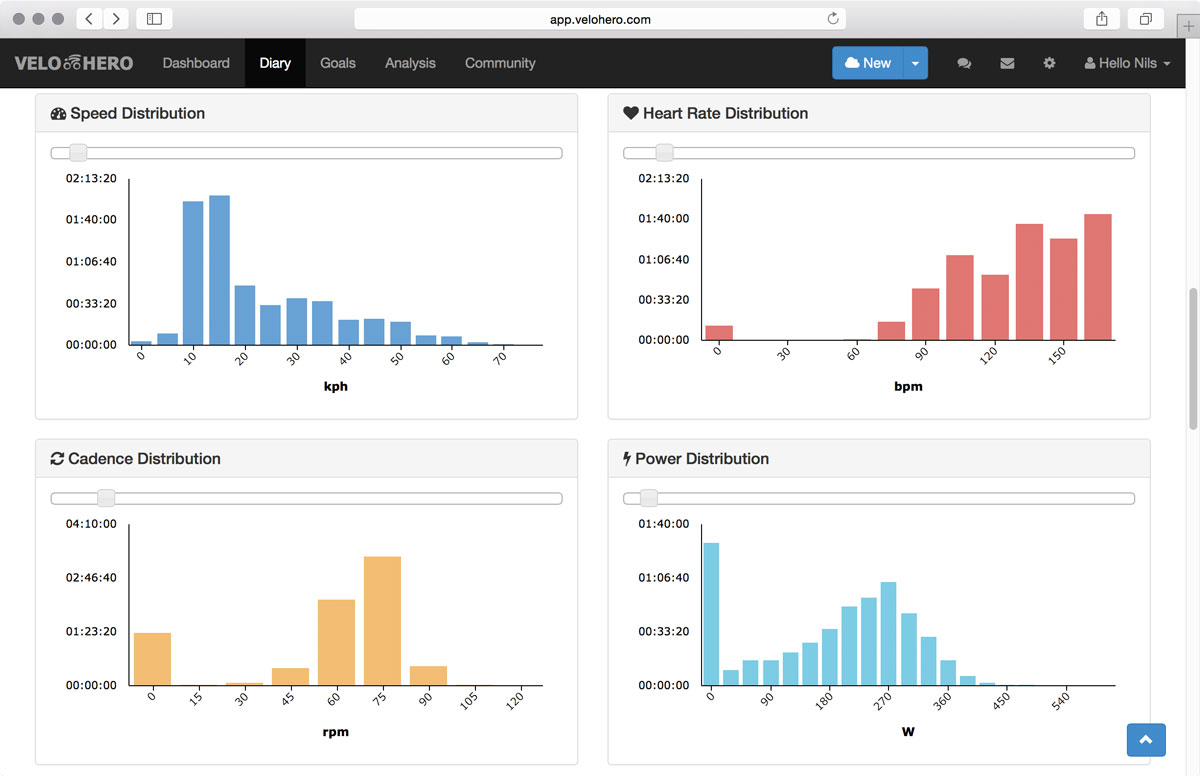 app.velohero.com
VELO HERO Dashboard Diary Goals Analysis Community New Hello Nils
Speed Distribution
02:13:20
01:40:00
01:06:40
00:33:20
00:00:00
0 10 20 30 40 50 60 70
kph
Heart Rate Distribution
02:13:20
01:40:00
01:06:40
00:33:20
00:00:00
0 30 60 90 120 150
bpm
Cadence Distribution
04:10:00
02:46:40
01:23:20
00:00:00
0 15 30 45 60 75 90 105 120
rpm
Power Distribution
01:40:00
01:06:40
00:33:20
00:00:00
0 90 180 270 360 450 540
W